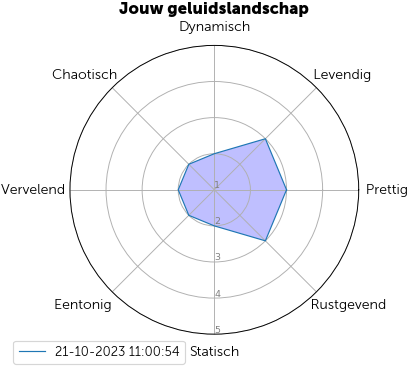 Jouw geluidslandschap
Dynamisch
Chaotisch
Levendig
Vervelend
1
Prettig
2
3
4
Eentonig
Rustgevend
5
21-10-2023 11:00:54
Statisch